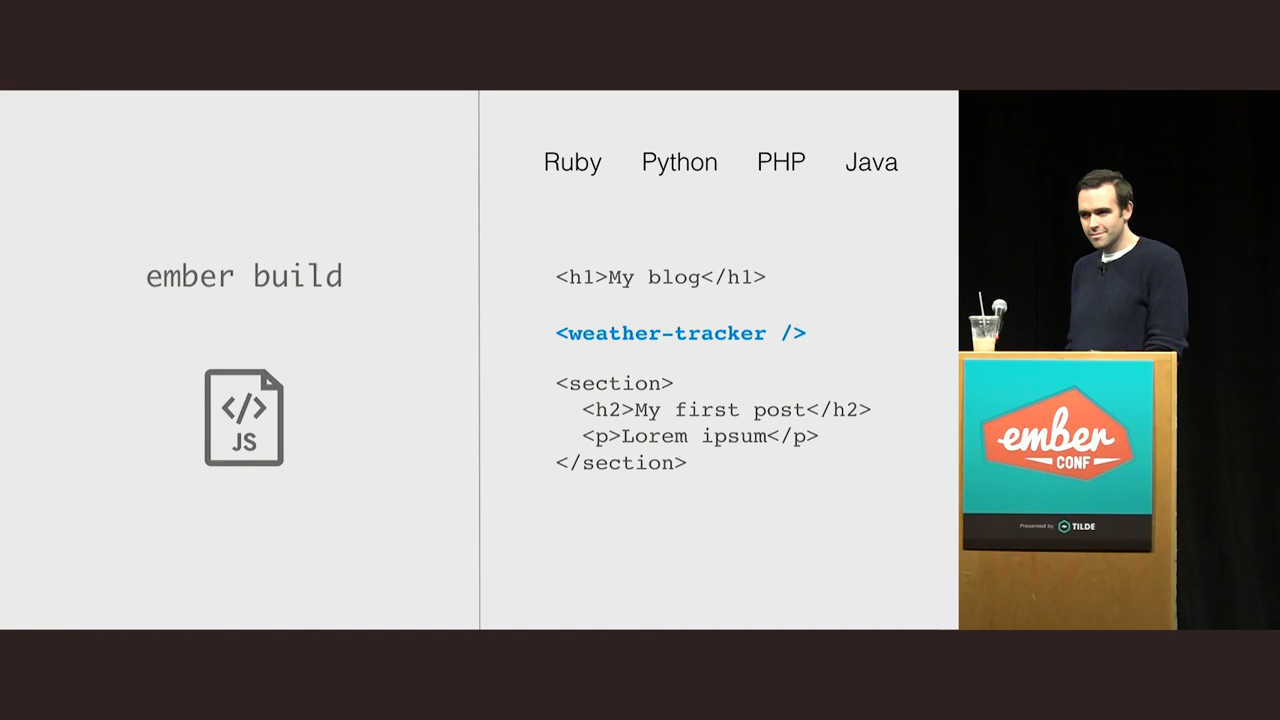 ember build
JS
Ruby Python PHP Java
<h1>My blog</h1>
<weather-tracker />
<section>
<h2>My first post</h2>
<p>Lorem ipsum</p>
</section>
ember
CONF
Presented by TILDE